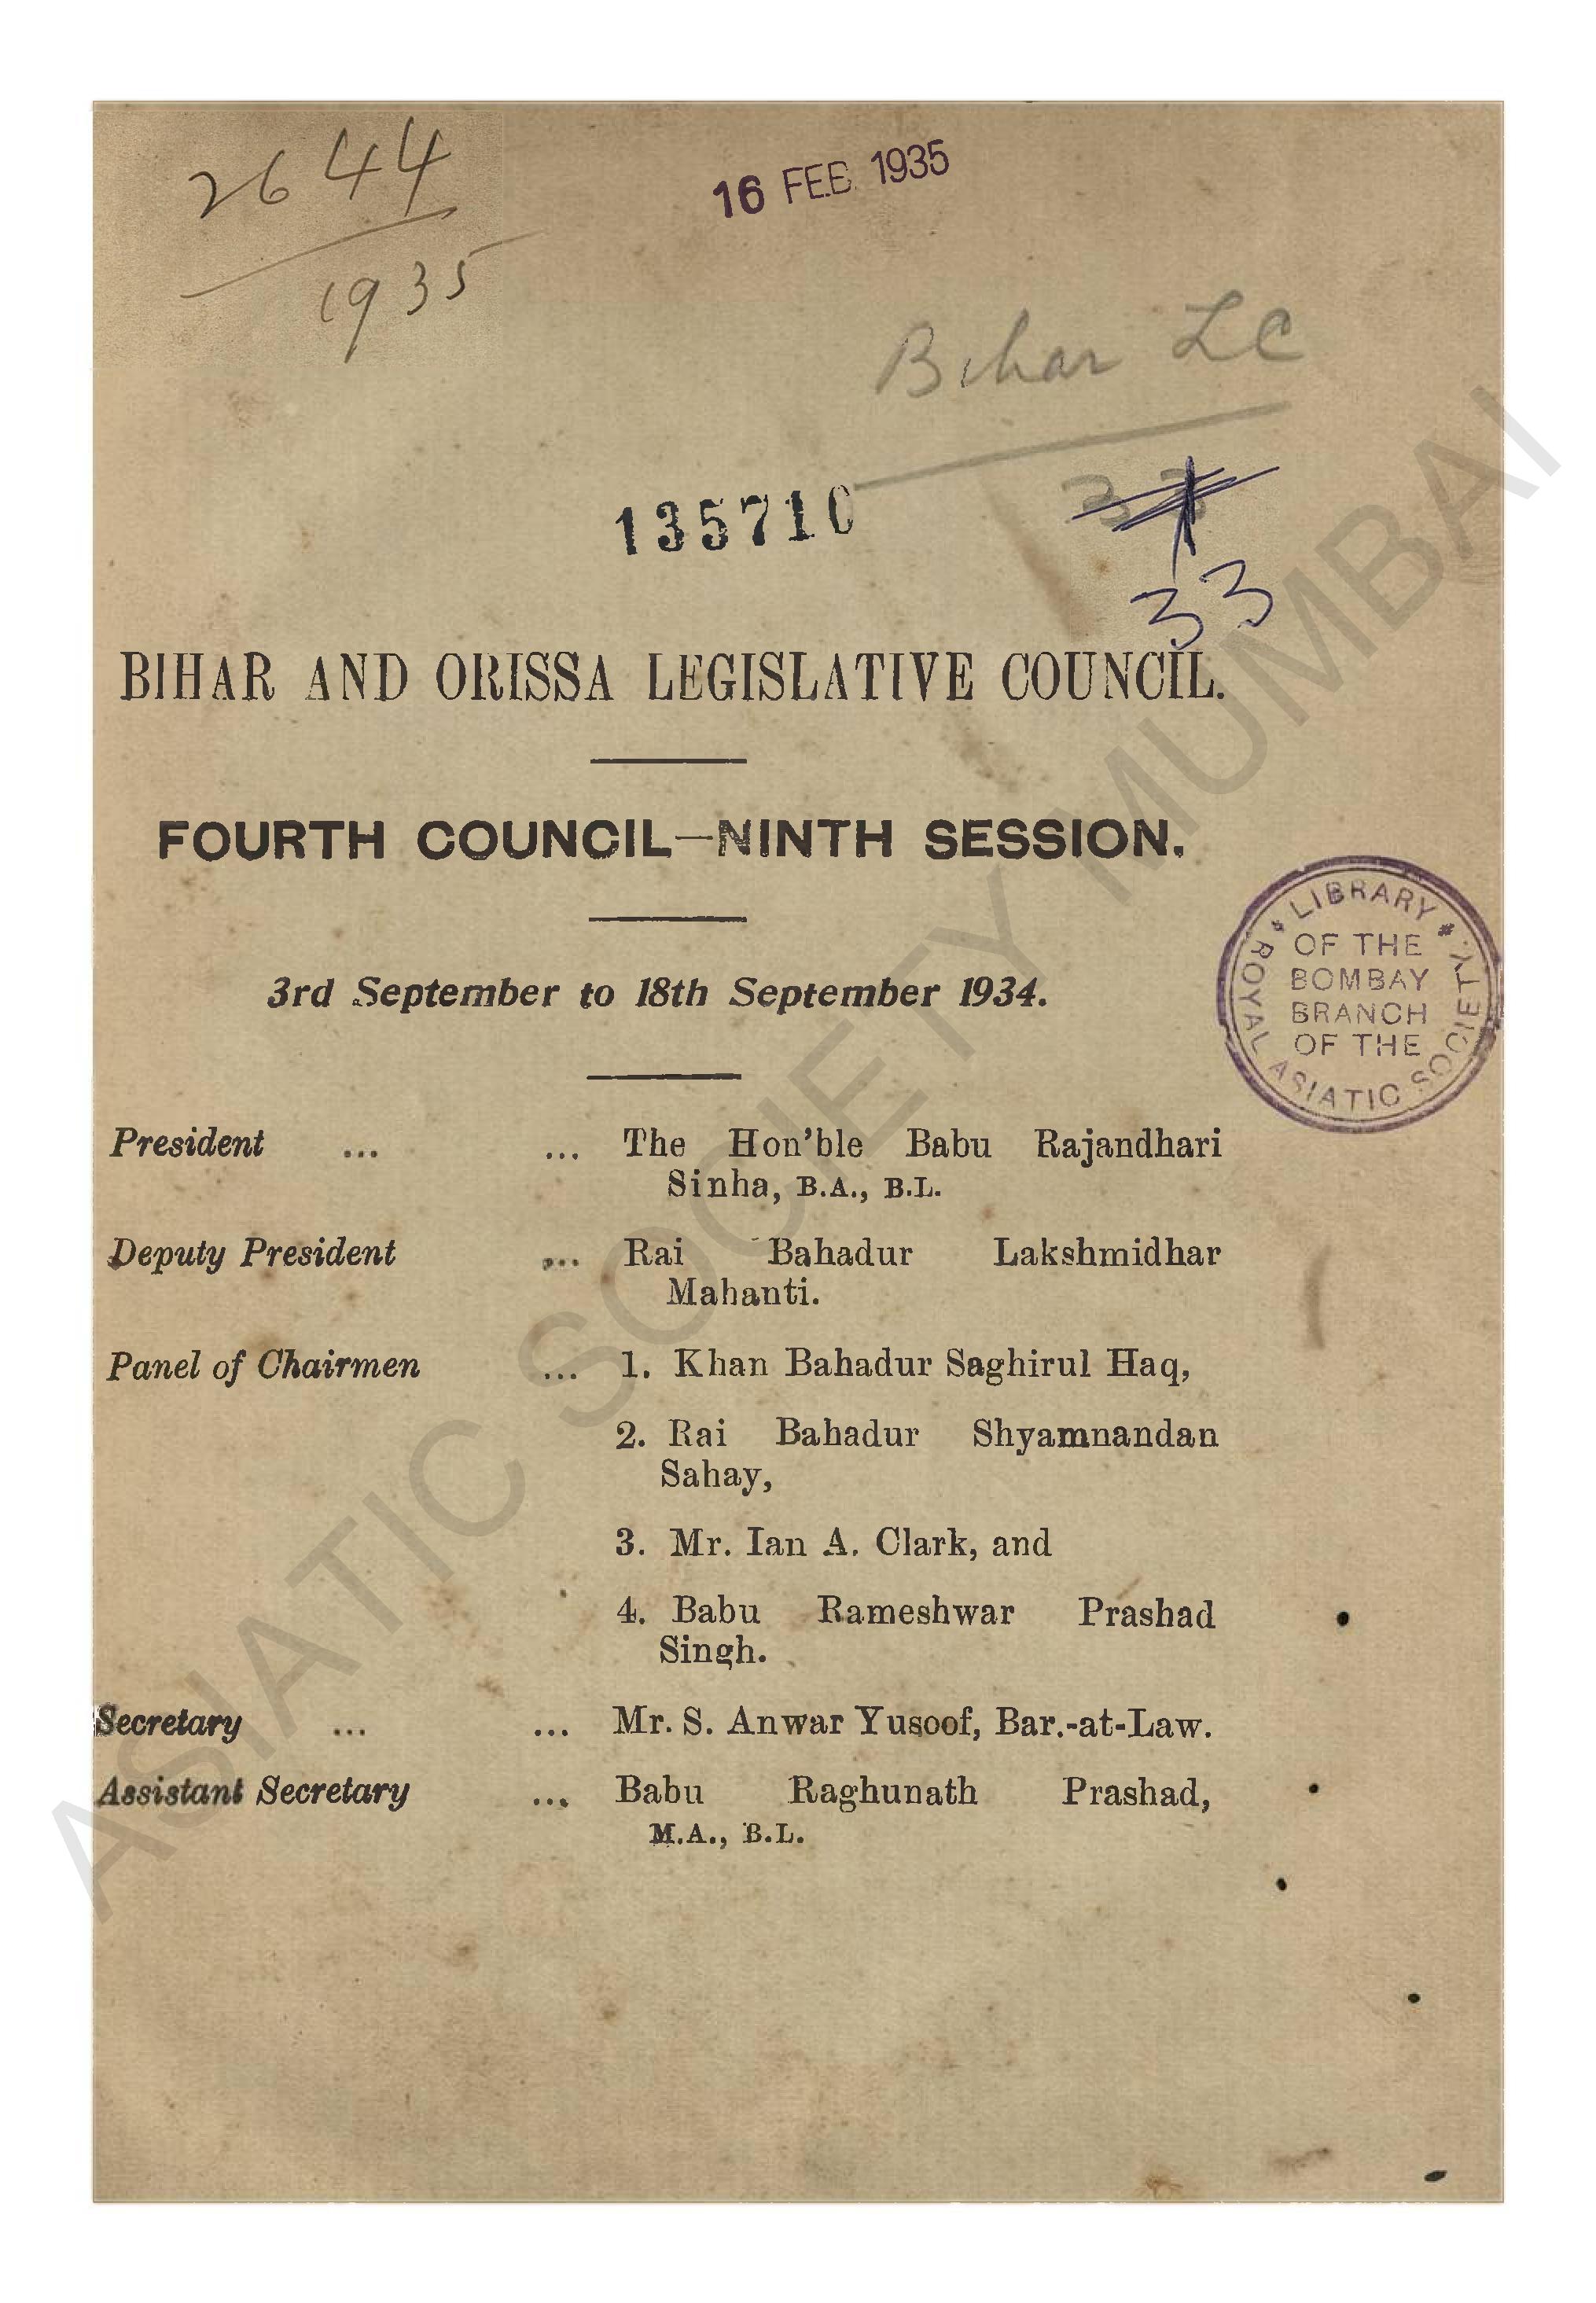 2644
1935
16 FEB 1935
Bihar LC
135710
33
BIHAR AND ORISSA LEGISLATIVE COUNCIL.
FOURTH COUNCIL—NINTH SESSION.
3rd September to 18th September 1934.
* LIBRARY *
OF THE
BOMBAY
BRANCH
OF THE
ROYAL ASIATIC SOCIETY.
President ... ... The Hon'ble Babu Rajandhari
Sinha, B.A., B.L.
Deputy President ... Rai Bahadur Lakshmidhar
Mahanti.
Panel of Chairmen ... 1. Khan Bahadur Saghirul Haq,
2. Rai Bahadur Shyamnandan
Sahay,
3. Mr. Ian A. Clark, and
4. Babu Rameshwar Prashad
Singh.
Secretary ... ... Mr. S. Anwar Yusoof, Bar.-at-Law.
Assistant Secretary ... Babu Raghunath Prashad,
M.A., B.L.
ASIATIC SOCIETY MUMBAI